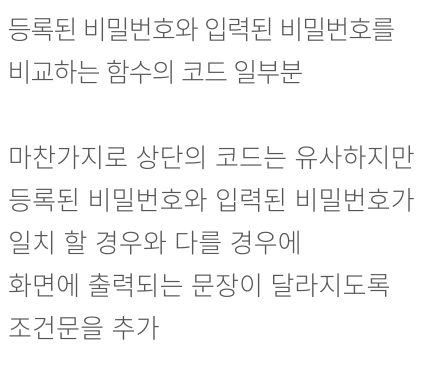 등록된 비밀번호와 입력된 비밀번호를
비교하는 함수의 코드 일부분
마찬가지로 상단의 코드는 유사하지만
등록된 비밀번호와 입력된 비밀번호가
일치 할 경우와 다를 경우에
화면에 출력되는 문장이 달라지도록
조건문을 추가